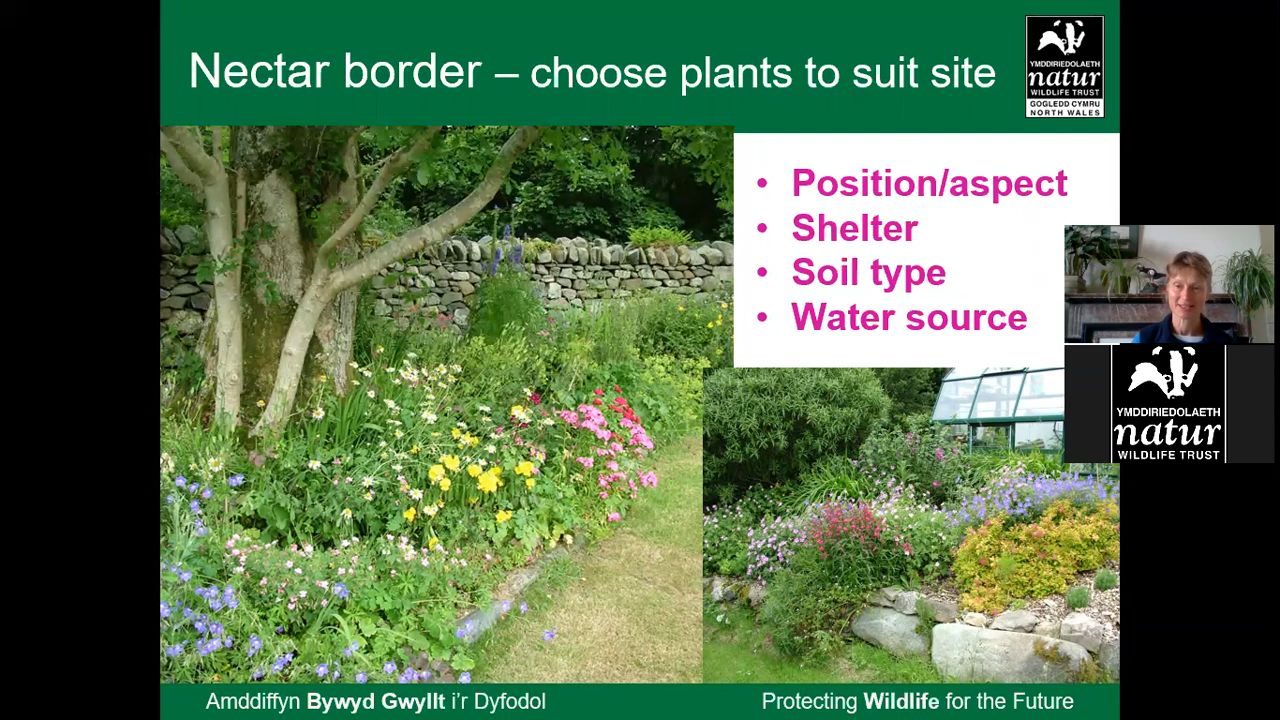 Nectar border – choose plants to suit site
YMDDIRIEDOLAETH
natur
WILDLIFE TRUST
GOGLEDD CYMRU
NORTH WALES
• Position/aspect
• Shelter
• Soil type
• Water source
YMDDIRIEDOLAETH
natur
WILDLIFE TRUST
Amddiffyn Bywyd Gwyllt i'r Dyfodol
Protecting Wildlife for the Future